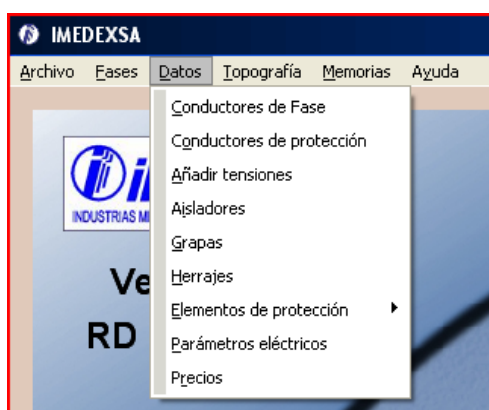 IMEDEXSA
Archivo Fases Datos Topografía Memorias Ayuda
Conductores de Fase
Conductores de protección
Añadir tensiones
Aisladores
Grapas
Herrajes
Elementos de protección
Parámetros eléctricos
Precios
INDUSTRIAS
RD